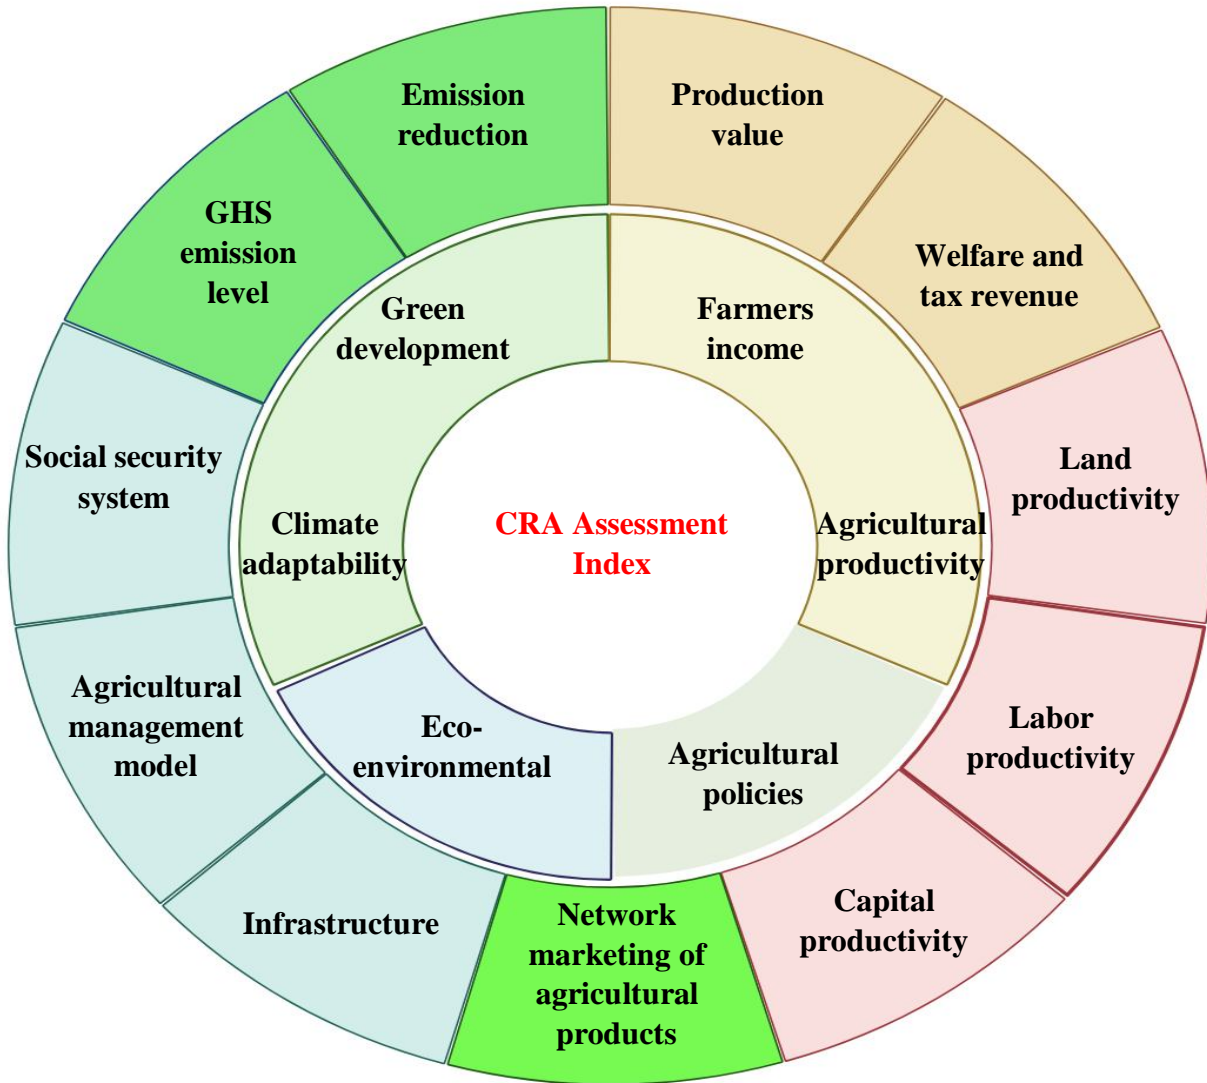 Emission
reduction
Production
value
GHS
emission
level
Welfare and
tax revenue
Green
development
Farmers
income
Social security
system
Land
productivity
Climate
adaptability
CRA Assessment
Index
Agricultural
productivity
Agricultural
management
model
Eco-
environmental
Agricultural
policies
Labor
productivity
Infrastructure
Network
marketing of
agricultural
products
Capital
productivity